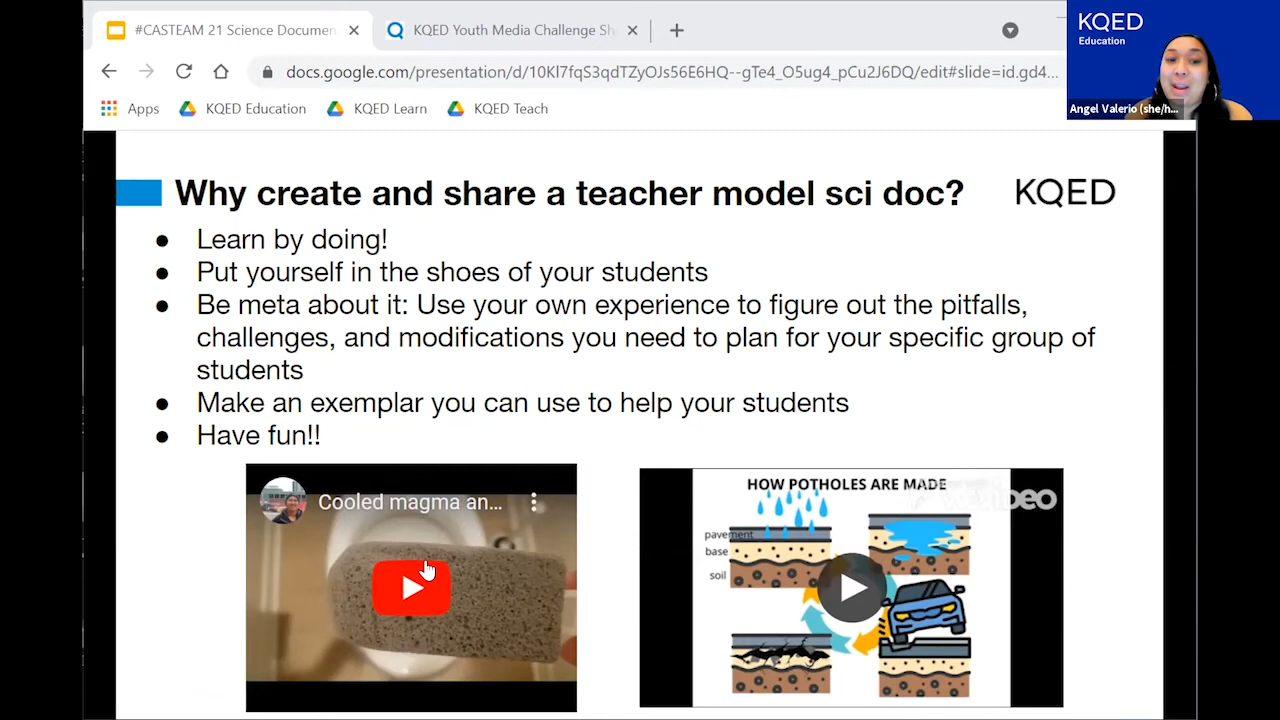 #CASTEAM 21 Science Documen
KQED Youth Media Challenge Sh
KQED
Education
Angel Valerio (she/h...
docs.google.com/presentation/d/10Kl7fqS3qdTZyOJs56E6HQ--gTe4_O5ug4_pCu2J6DQ/edit#slide=id.gd4...
Apps
KQED Education
KQED Learn
KQED Teach
Why create and share a teacher model sci doc?
KQED
● Learn by doing!
● Put yourself in the shoes of your students
● Be meta about it: Use your own experience to figure out the pitfalls,
challenges, and modifications you need to plan for your specific group of
students
● Make an exemplar you can use to help your students
● Have fun!!
Cooled magma an...
HOW POTHOLES ARE MADE
pavement
base
soil